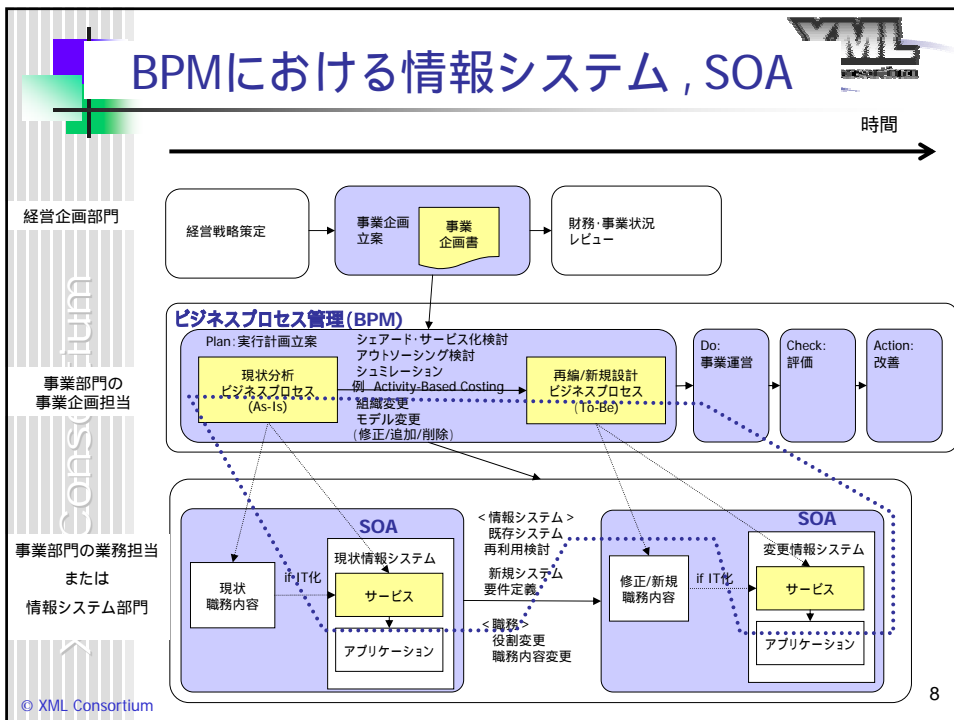 BPMにおける情報システム , SOA
XML
時間
経営企画部門
経営戦略策定
事業企画
立案
事業
企画書
財務・事業状況
レビュー
ビジネスプロセス管理(BPM)
Plan:実行計画立案
シェアード・サービス化検討
アウトソーシング検討
シュミレーション
例 Activity-Based Costing
組織変更
モデル変更
(修正/追加/削除)
現状分析
ビジネスプロセス
(As-Is)
再編/新規設計
ビジネスプロセス
(To-Be)
Do:
事業運営
Check:
評価
Action:
改善
事業部門の
事業企画担当
事業部門の業務担当
または
情報システム部門
SOA
現状情報システム
現状
職務内容
if IT化
サービス
アプリケーション
<情報システム>
既存システム
再利用検討
新規システム
要件定義
<職務>
役割変更
職務内容変更
SOA
変更情報システム
修正/新規
職務内容
if IT化
サービス
アプリケーション
© XML Consortium
8